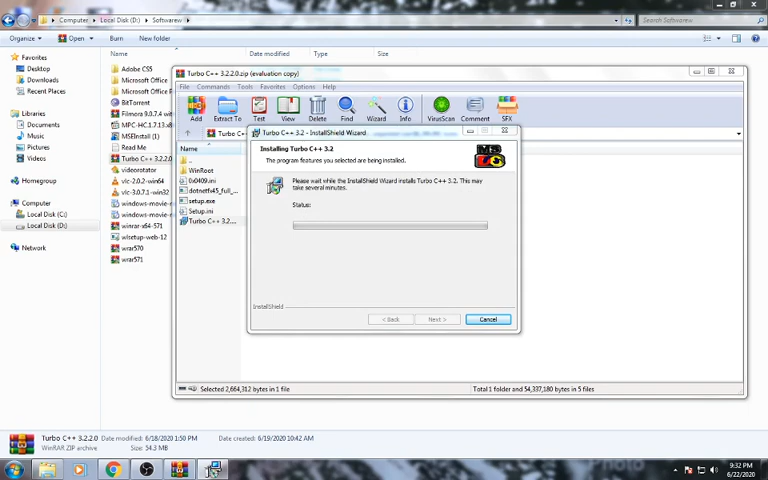 Computer ▸ Local Disk (D:) ▸ Softwarew ▸
Search Softwarew
Organize
Open
Burn
New folder
Favorites
Desktop
Downloads
Recent Places
Libraries
Documents
Music
Pictures
Videos
Homegroup
Computer
Local Disk (C:)
Local Disk (D:)
Network
Name
Date modified
Type
Size
Adobe CS5
Microsoft Office
Microsoft Office
BitTorrent
Filmora 9.4.
MPC-HC.1.7.13.x6
MSEInstall (1)
Read Me
Turbo C++ 3.2.2.0
videorotator
vlc-2.0.2-win64
vlc-3.0.7.1-win32
windows-movie-m
windows-movie-m
winrar-x64-571
wlsetup-web-12
wrar570
wrar571
Turbo C++ 3.2.2.0.zip (evaluation copy)
File Commands Tools Favorites Options Help
Add Extract To Test View Delete Find Wizard Info VirusScan Comment SFX
Turbo C+
Name
..
WinRoot
0x0409.ini
dotnetfx45_full_...
setup.exe
Setup.ini
Turbo C++ 3.2....
Turbo C++ 3.2 - InstallShield Wizard
Installing Turbo C++ 3.2
The program features you selected are being installed.
Please wait while the InstallShield Wizard installs Turbo C++ 3.2. This may
take several minutes.
Status:
InstallShield
< Back Next > Cancel
Selected 2,664,312 bytes in 1 file
Total 1 folder and 54,337,180 bytes in 5 files
Turbo C++ 3.2.2.0 Date modified: 6/18/2020 1:50 PM Date created: 6/19/2020 10:42 AM
WinRAR ZIP archive Size: 54.3 MB
9:32 PM
6/22/2020